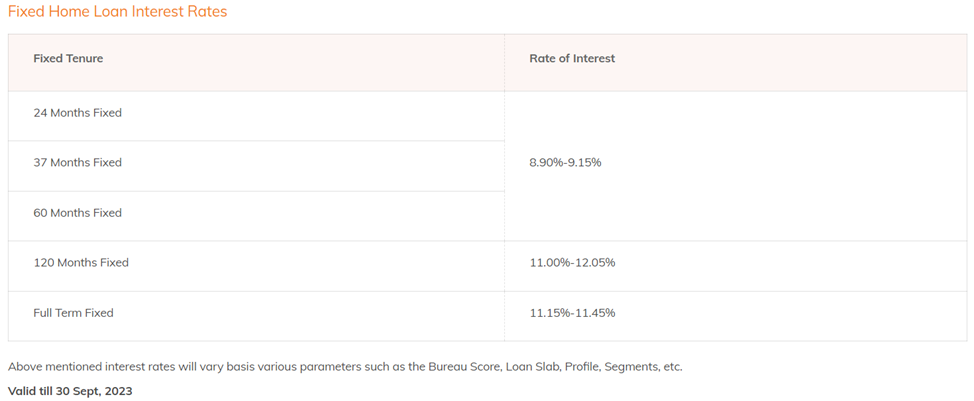 Fixed Home Loan Interest Rates
Fixed Tenure
Rate of Interest
24 Months Fixed
37 Months Fixed
8.90%-9.15%
60 Months Fixed
120 Months Fixed
11.00%-12.05%
Full Term Fixed
11.15%-11.45%
Above mentioned interest rates will vary basis various parameters such as the Bureau Score, Loan Slab, Profile, Segments, etc.
Valid till 30 Sept, 2023